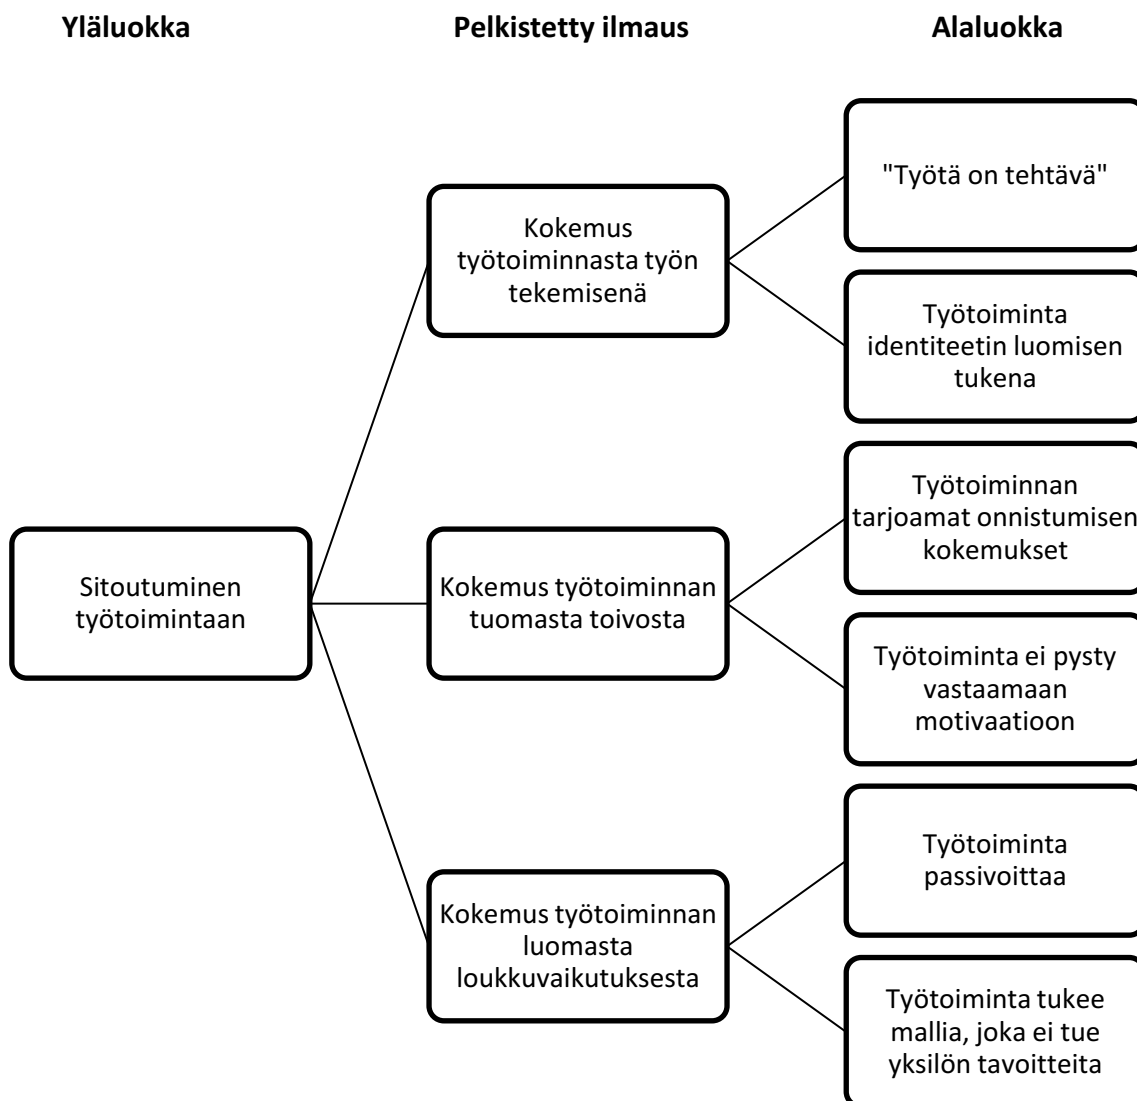 Yläluokka
Pelkistetty ilmaus
Alaluokka
Sitoutuminen
työtoimintaan
Kokemus
työtoiminnasta työn
tekemisenä
"Työtä on tehtävä"
Työtoiminta
identiteetin luomisen
tukena
Kokemus työtoiminnan
tuomasta toivosta
Työtoiminnan
tarjoamat onnistumisen
kokemukset
Työtoiminta ei pysty
vastaamaan
motivaatioon
Kokemus työtoiminnan
luomasta
loukkuvaikutuksesta
Työtoiminta
passivoittaa
Työtoiminta tukee
mallia, joka ei tue
yksilön tavoitteita